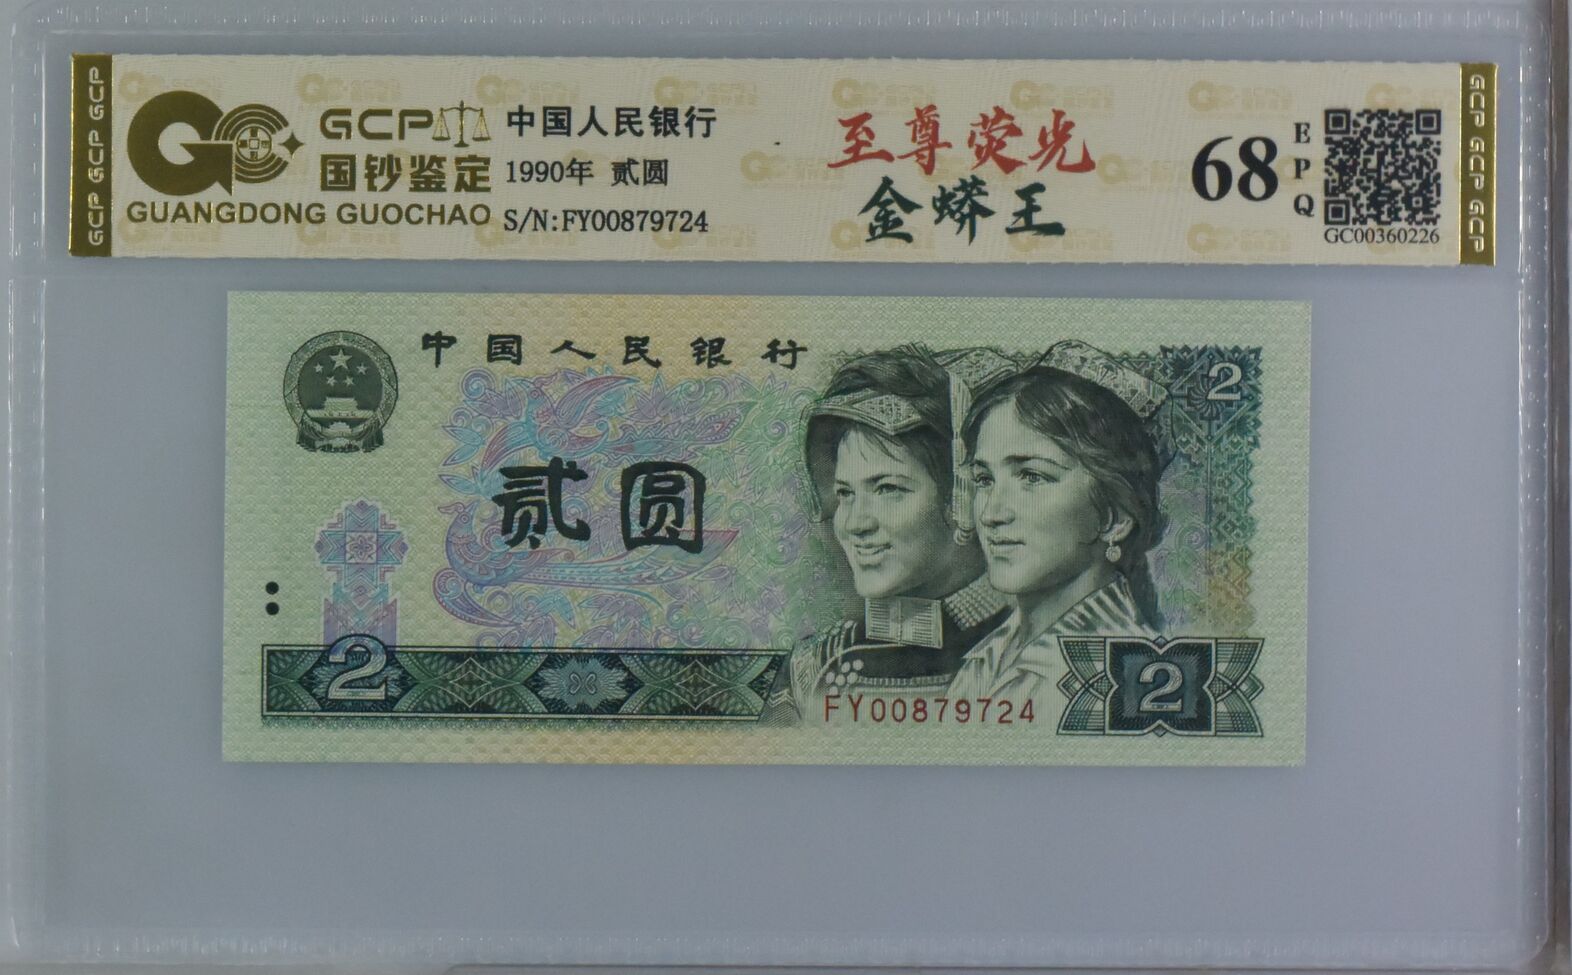 GCP GCP GCP
GCP
国钞鉴定
GUANGDONG GUOCHAO
中国人民银行
1990年 贰圆
S/N:FY00879724
至尊荧光
金蟒王
68
EPQ
GC00360226
GCP GCP GCP
中国人民银行
2
贰圆
2
FY00879724
2